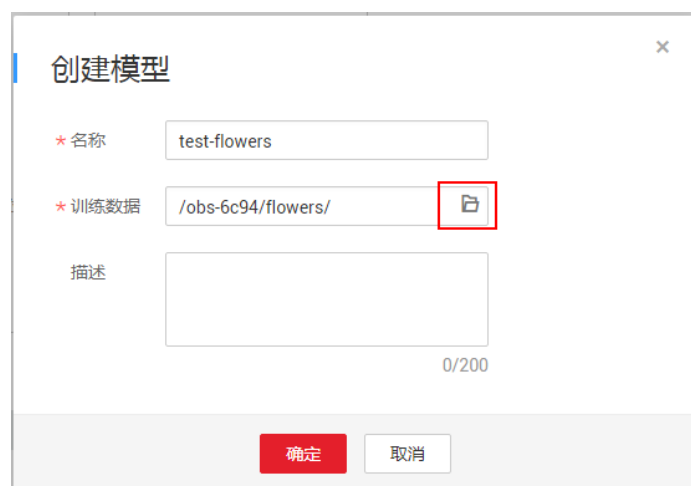 创建模型
* 名称 test-flowers
* 训练数据 /obs-6c94/flowers/
描述
0/200
确定 取消